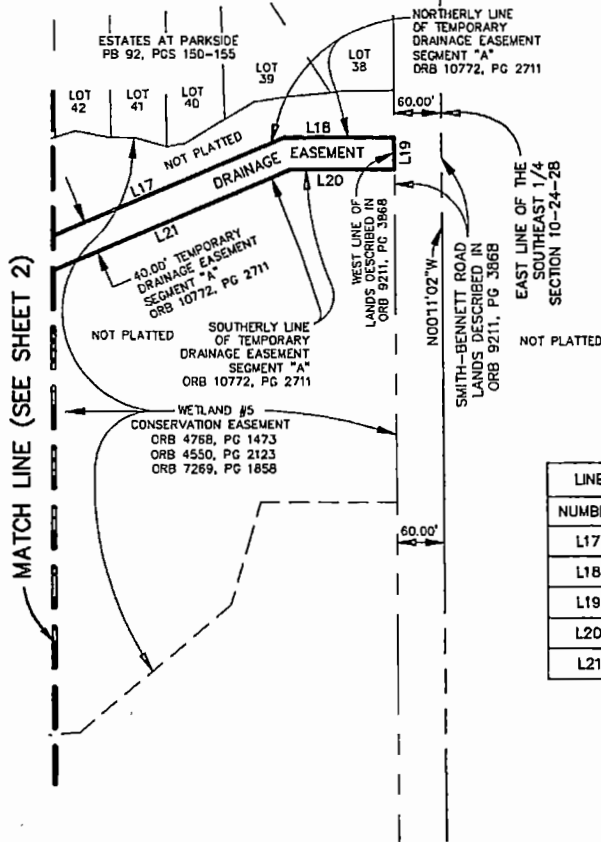 NORTHERLY LINE
OF TEMPORARY
DRAINAGE EASEMENT
SEGMENT "A"
ORB 10772, PG 2711
ESTATES AT PARKSIDE
PB 92, PGS 150-155
LOT
42
LOT
41
LOT
40
LOT
39
LOT
38
60.00'
L18
NOT PLATTED
L17
DRAINAGE EASEMENT
L19
L20
L21
40.00' TEMPORARY
DRAINAGE EASEMENT
SEGMENT "A"
ORB 10772, PG 2711
WEST LINE OF
LANDS DESCRIBED IN
ORB 9211, PG 3868
N00°11'02"W
SMITH-BENNETT ROAD
LANDS DESCRIBED IN
ORB 9211, PG 3868
EAST LINE OF THE
SOUTHEAST 1/4
SECTION 10-24-28
NOT PLATTED
NOT PLATTED
SOUTHERLY LINE
OF TEMPORARY
DRAINAGE EASEMENT
SEGMENT "A"
ORB 10772, PG 2711
MATCH LINE (SEE SHEET 2)
WETLAND #5
CONSERVATION EASEMENT
ORB 4768, PG 1473
ORB 4550, PG 2123
ORB 7269, PG 1858
60.00'
LINE
NUMBE
L17
L18
L19
L20
L21